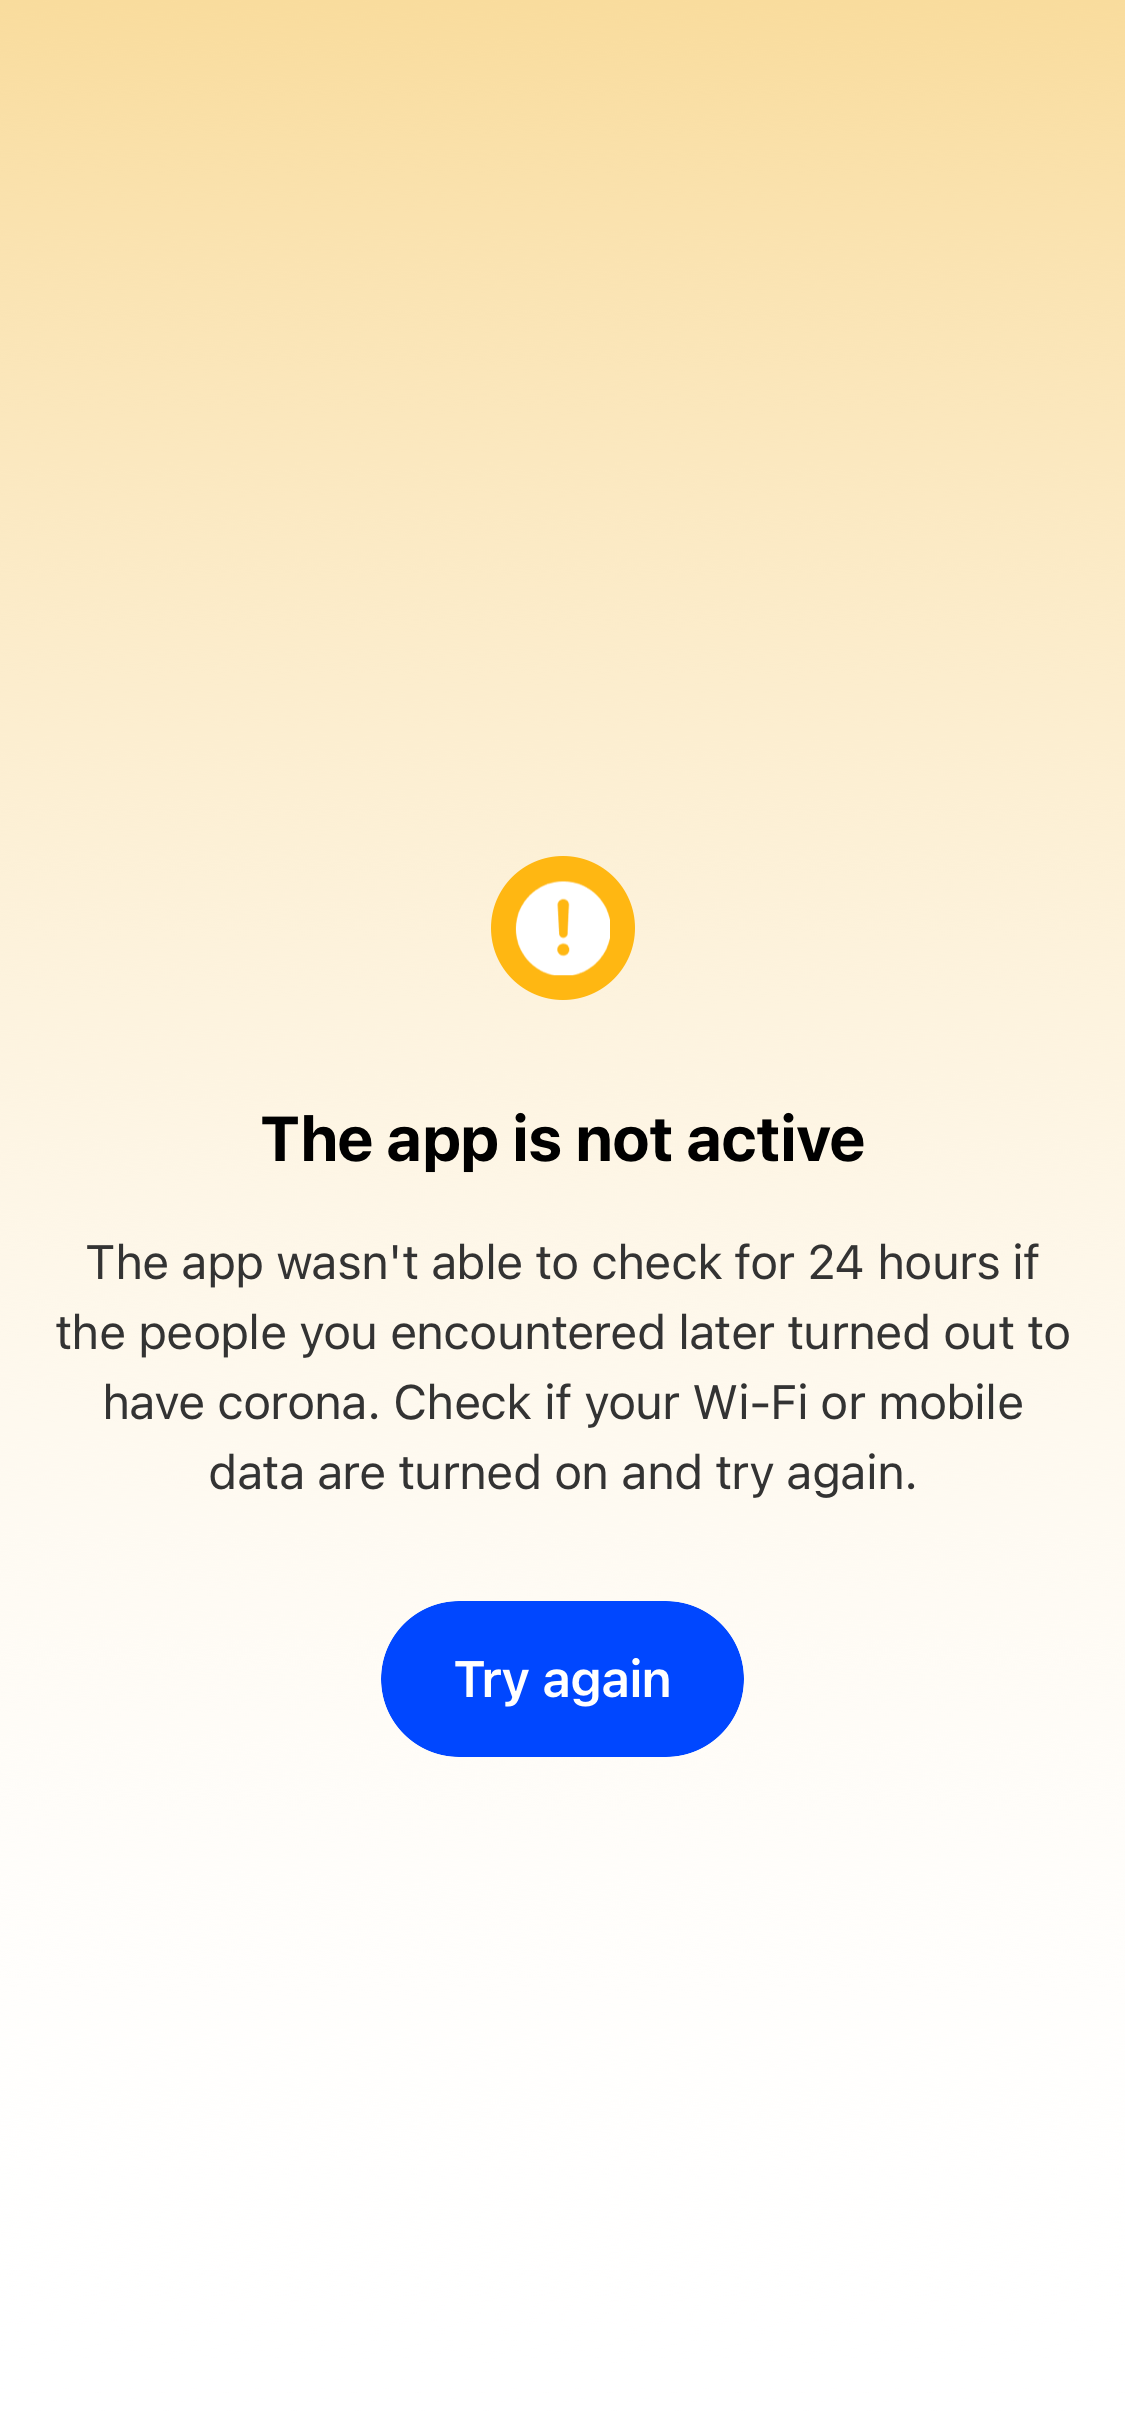 The app is not active
The app wasn't able to check for 24 hours if
the people you encountered later turned out to
have corona. Check if your Wi-Fi or mobile
data are turned on and try again.
Try again